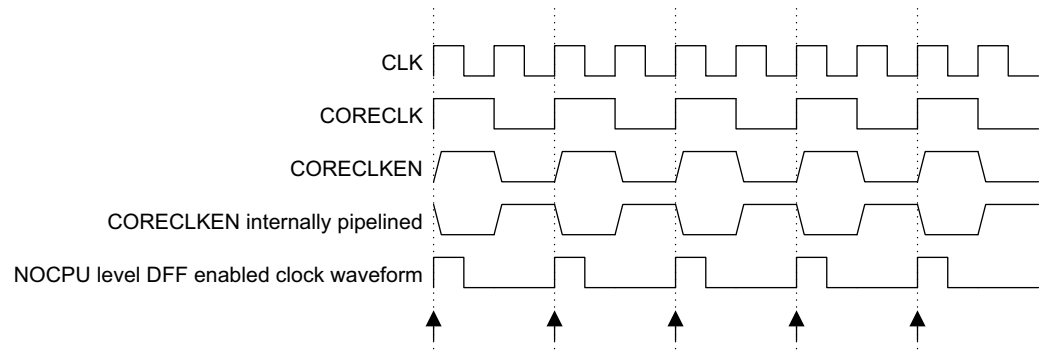 CLK
CORECLK
CORECLKEN
CORECLKEN internally pipelined
NOCPU level DFF enabled clock waveform